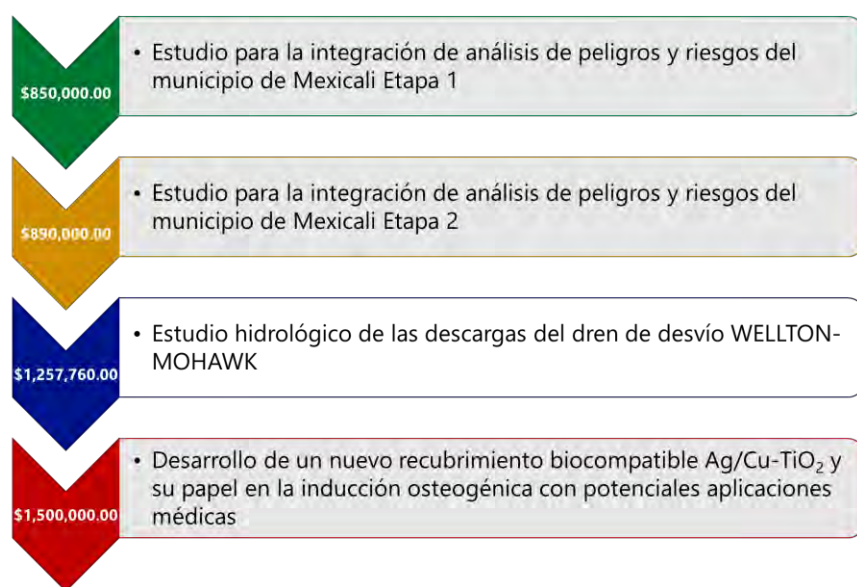 • Estudio para la integración de análisis de peligros y riesgos del
municipio de Mexicali Etapa 1
$850,000.00
• Estudio para la integración de análisis de peligros y riesgos del
municipio de Mexicali Etapa 2
$890,000.00
• Estudio hidrológico de las descargas del dren de desvío WELLTON-
MOHAWK
$1,257,760.00
• Desarrollo de un nuevo recubrimiento biocompatible Ag/Cu-TiO₂ y
su papel en la inducción osteogénica con potenciales aplicaciones
médicas
$1,500,000.00